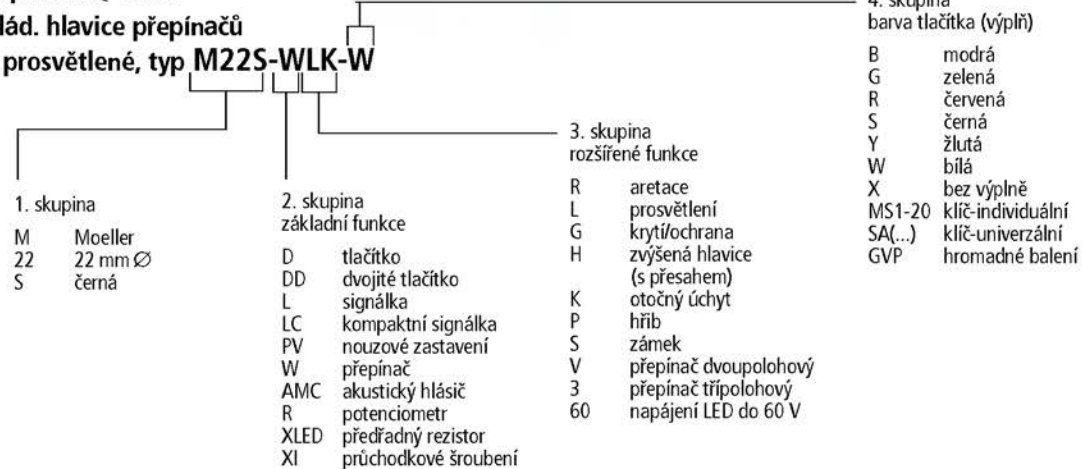 lád. hlavice přepínačů
prosvětlené, typ M22S-WLK-W
1. skupina
M Moeller
22 22 mm Ø
S černá
2. skupina
základní funkce
D tlačítko
DD dvojité tlačítko
L signálka
LC kompaktní signálka
PV nouzové zastavení
W přepínač
AMC akustický hlásič
R potenciometr
XLED předřadný rezistor
XI průchodkové šroubení
3. skupina
rozšířené funkce
R aretace
L prosvětlení
G krytí/ochrana
H zvýšená hlavice
(s přesahem)
K otočný úchyt
P hřib
S zámek
V přepínač dvoupolohový
3 přepínač třípolohový
60 napájení LED do 60 V
4. skupina
barva tlačítka (výplň)
B modrá
G zelená
R červená
S černá
Y žlutá
W bílá
X bez výplně
MS1-20 klíč-individuální
SA(...) klíč-univerzální
GVP hromadné balení